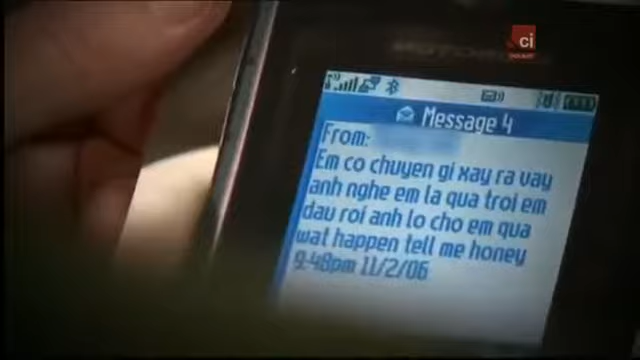 ci
Message 4
From:
Em co chuyen gi xay ra vay
anh nghe em la qua troi em
dau roi anh lo cho em qua
wat happen tell me honey
9:48pm 11/2/06